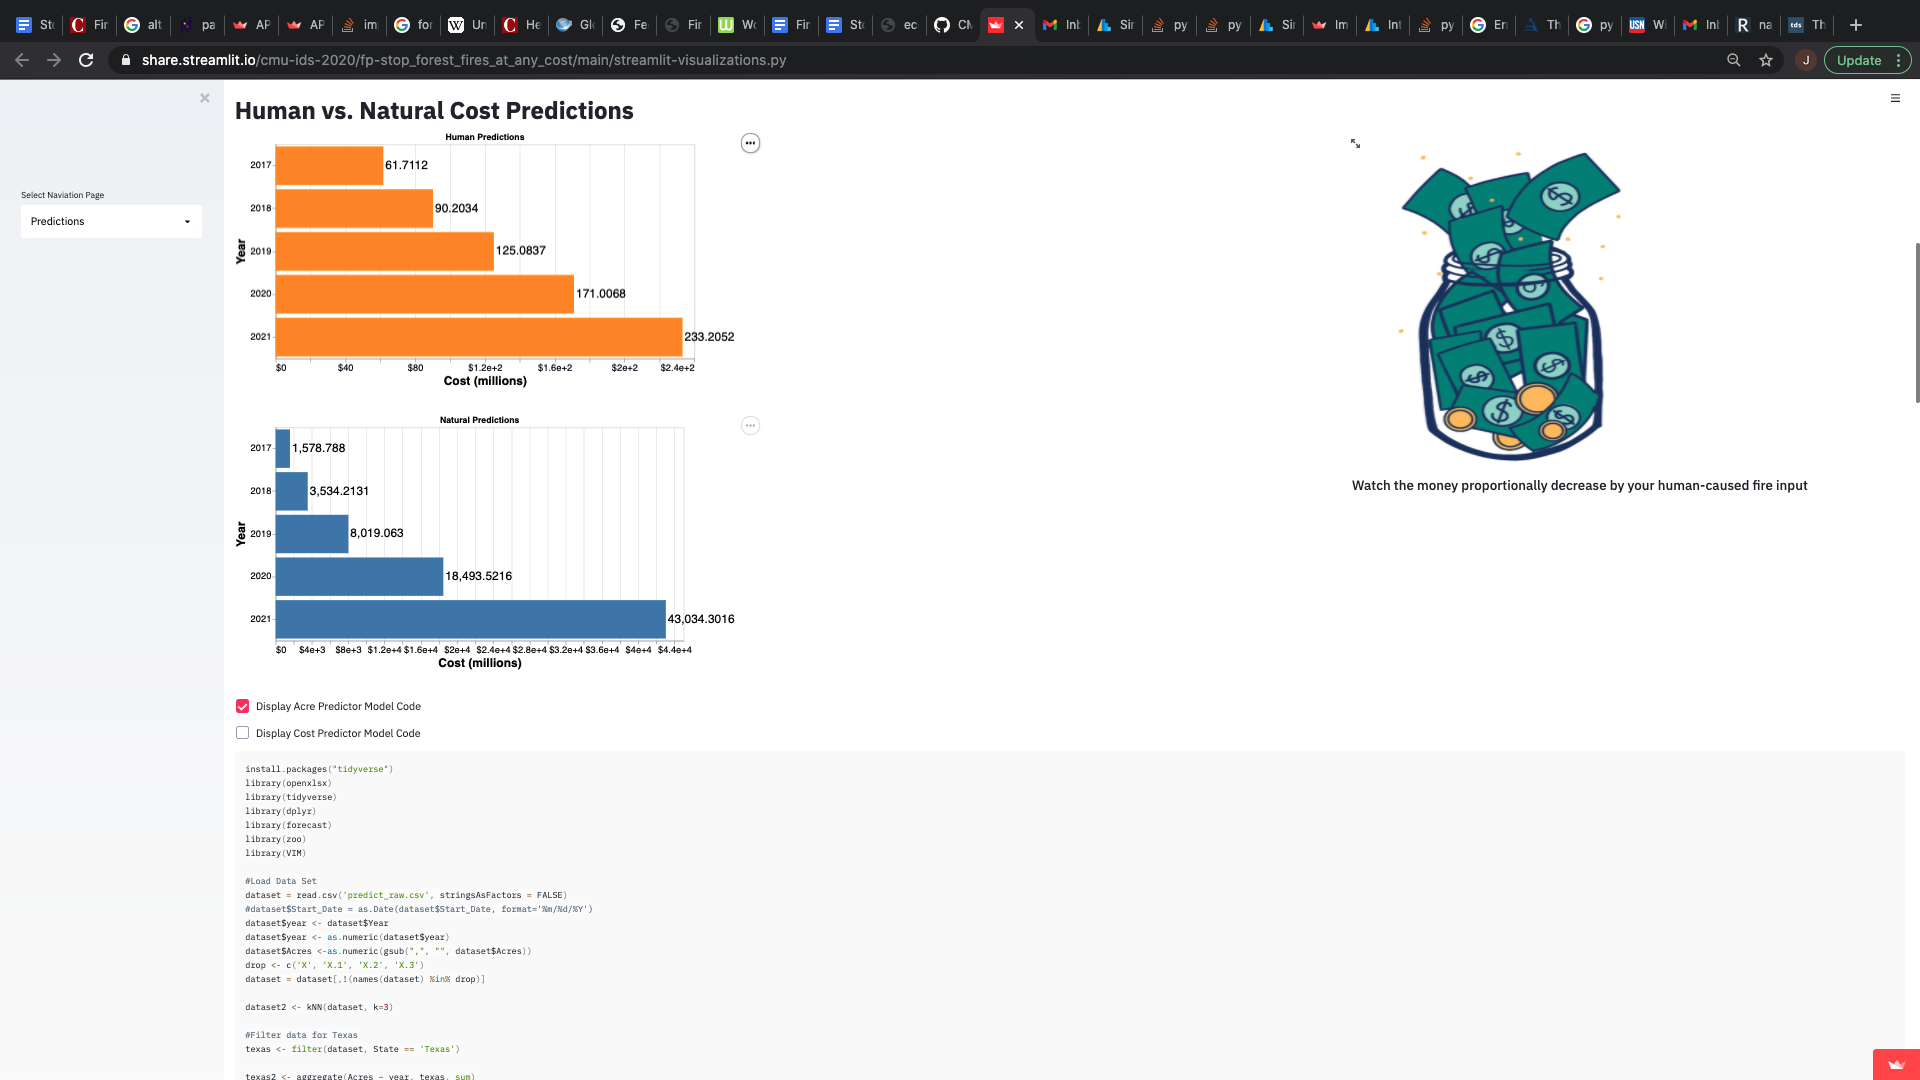 Sto
Fir
alt
pa
AP
AP
im
for
Un
He
Gl
Fe
Fir
Wo
Fir
Sto
ec
CM
Inb
Sir
py
py
Sir
Im
Int
py
Err
Th
py
USN
Wi
Inb
R
na
tds
Th
share.streamlit.io/cmu-ids-2020/fp-stop_forest_fires_at_any_cost/main/streamlit-visualizations.py
J
Update
Select Naviation Page
Predictions
Human vs. Natural Cost Predictions
Human Predictions
Year
2017 61.7112
2018 90.2034
2019 125.0837
2020 171.0068
2021 233.2052
$0 $40 $80 $1.2e+2 $1.6e+2 $2e+2 $2.4e+2
Cost (millions)
Natural Predictions
Year
2017 1,578.788
2018 3,534.2131
2019 8,019.063
2020 18,493.5216
2021 43,034.3016
$0 $4e+3 $8e+3 $1.2e+4 $1.6e+4 $2e+4 $2.4e+4 $2.8e+4 $3.2e+4 $3.6e+4 $4e+4 $4.4e+4
Cost (millions)
Watch the money proportionally decrease by your human-caused fire input
Display Acre Predictor Model Code
Display Cost Predictor Model Code
install.packages("tidyverse")
library(openxlsx)
library(tidyverse)
library(dplyr)
library(forecast)
library(zoo)
library(VIM)
#Load Data Set
dataset = read.csv('predict_raw.csv', stringsAsFactors = FALSE)
#dataset$Start_Date = as.Date(dataset$Start_Date, format='%m/%d/%Y')
dataset$year <- dataset$Year
dataset$year <- as.numeric(dataset$year)
dataset$Acres <-as.numeric(gsub(",", "", dataset$Acres))
drop <- c('X', 'X.1', 'X.2', 'X.3')
dataset = dataset[,!(names(dataset) %in% drop)]
dataset2 <- kNN(dataset, k=3)
#Filter data for Texas
texas <- filter(dataset, State == 'Texas')
texas2 <- aggregate(Acres ~ year, texas, sum)